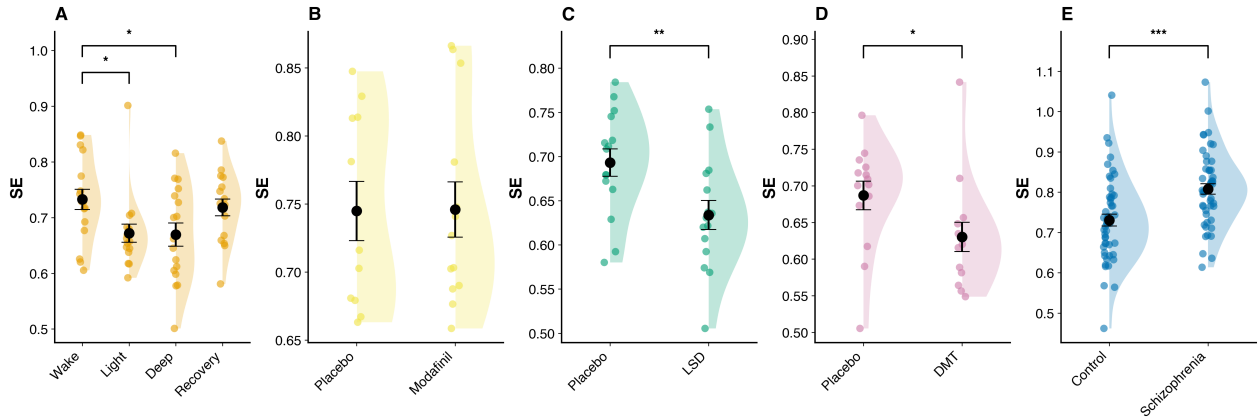 A
B
C
D
E
*
*
**
*
***
SE
1.0
0.9
0.8
0.7
0.6
0.5
Wake
Light
Deep
Recovery
SE
0.85
0.80
0.75
0.70
0.65
Placebo
Modafinil
SE
0.80
0.75
0.70
0.65
0.60
0.55
0.50
Placebo
LSD
SE
0.90
0.85
0.80
0.75
0.70
0.65
0.60
0.55
0.50
Placebo
DMT
SE
1.1
1.0
0.9
0.8
0.7
0.6
0.5
Control
Schizophrenia